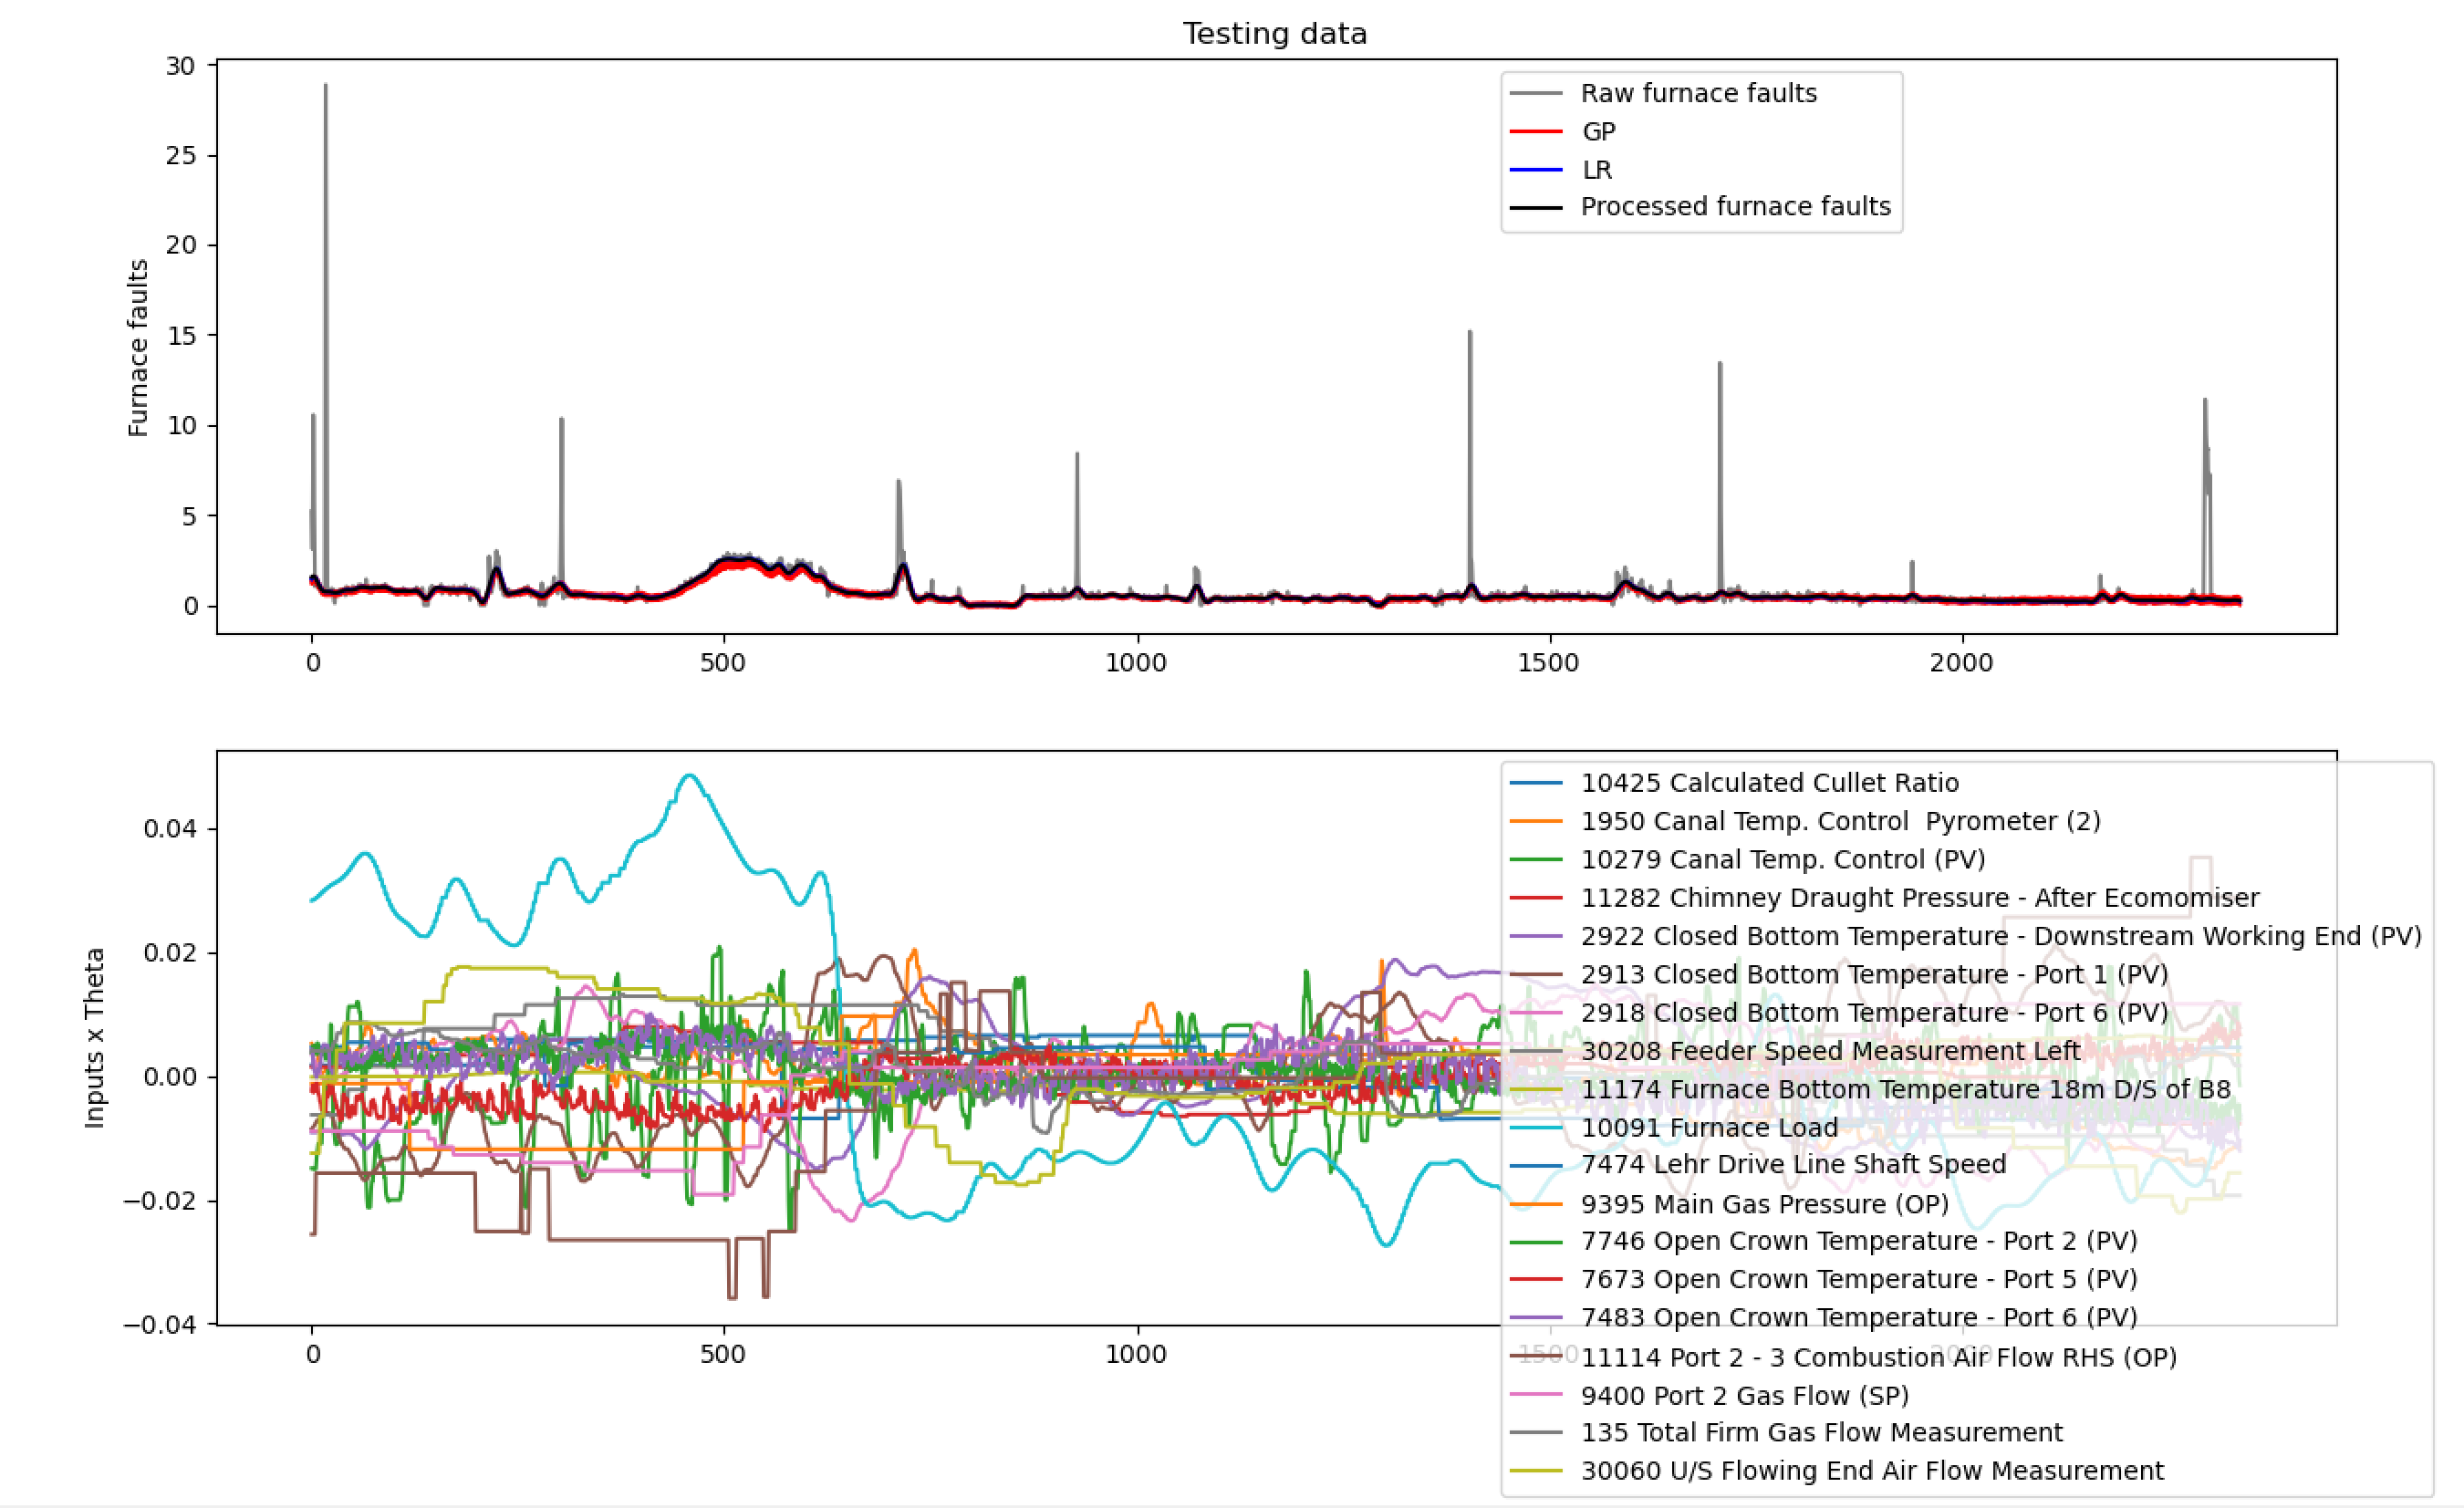 Testing data
30
25
20
15
10
5
0
Furnace faults
Raw furnace faults
GP
LR
Processed furnace faults
0 500 1000 1500 2000
0.04
0.02
0.00
−0.02
−0.04
Inputs x Theta
10425 Calculated Cullet Ratio
1950 Canal Temp. Control  Pyrometer (2)
10279 Canal Temp. Control (PV)
11282 Chimney Draught Pressure - After Ecomomiser
2922 Closed Bottom Temperature - Downstream Working End (PV)
2913 Closed Bottom Temperature - Port 1 (PV)
2918 Closed Bottom Temperature - Port 6 (PV)
30208 Feeder Speed Measurement Left
11174 Furnace Bottom Temperature 18m D/S of B8
10091 Furnace Load
7474 Lehr Drive Line Shaft Speed
9395 Main Gas Pressure (OP)
7746 Open Crown Temperature - Port 2 (PV)
7673 Open Crown Temperature - Port 5 (PV)
7483 Open Crown Temperature - Port 6 (PV)
11114 Port 2 - 3 Combustion Air Flow RHS (OP)
9400 Port 2 Gas Flow (SP)
135 Total Firm Gas Flow Measurement
30060 U/S Flowing End Air Flow Measurement
0 500 1000 1500 2000